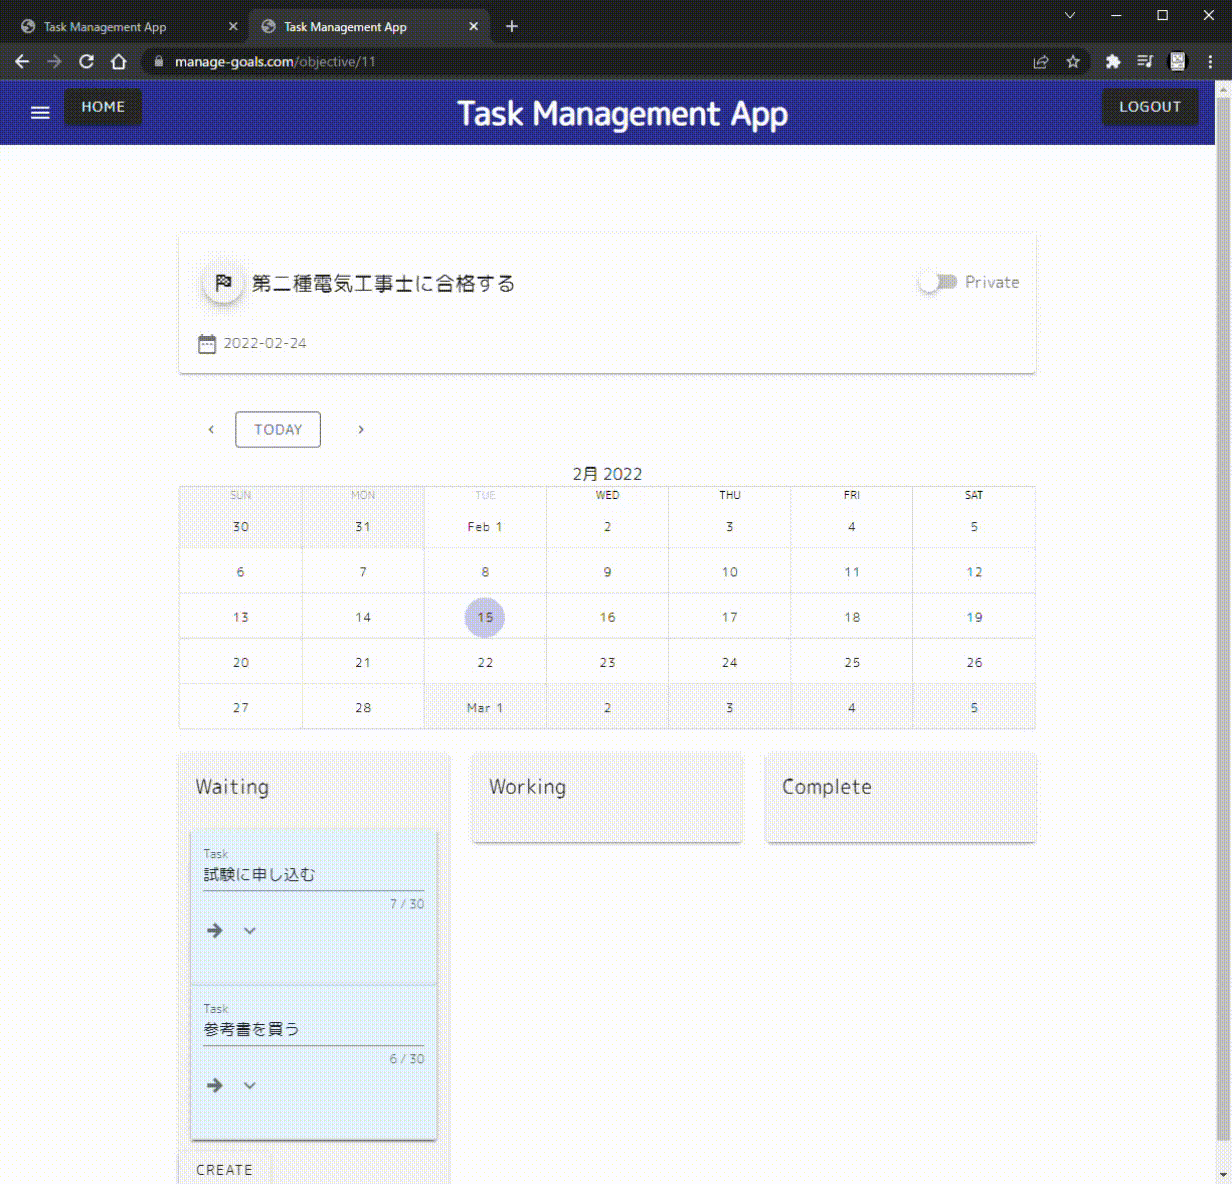 Task Management App
Task Management App
manage-goals.com/objective/11
HOME
Task Management App
LOGOUT
第二種電気工事士に合格する
Private
2022-02-24
TODAY
2月 2022
SUN MON TUE WED THU FRI SAT
30 31 Feb 1 2 3 4 5
6 7 8 9 10 11 12
13 14 15 16 17 18 19
20 21 22 23 24 25 26
27 28 Mar 1 2 3 4 5
Waiting
Working
Complete
Task
試験に申し込む
7 / 30
Task
参考書を買う
6 / 30
CREATE